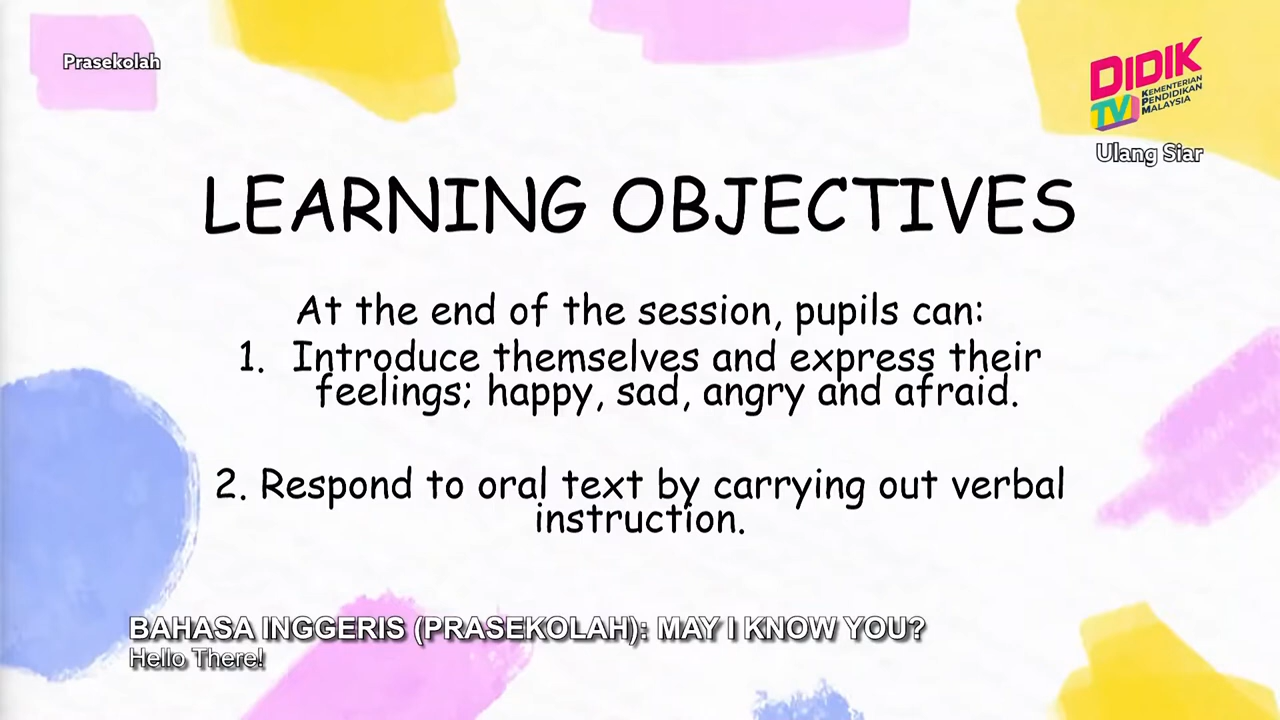 Prasekolah
DIDIK
TV
KEMENTERIAN
PENDIDIKAN
MALAYSIA
Ulang Siar
LEARNING OBJECTIVES
At the end of the session, pupils can:
1. Introduce themselves and express their
feelings; happy, sad, angry and afraid.
2. Respond to oral text by carrying out verbal
instruction.
BAHASA INGGERIS (PRASEKOLAH): MAY I KNOW YOU?
Hello There!